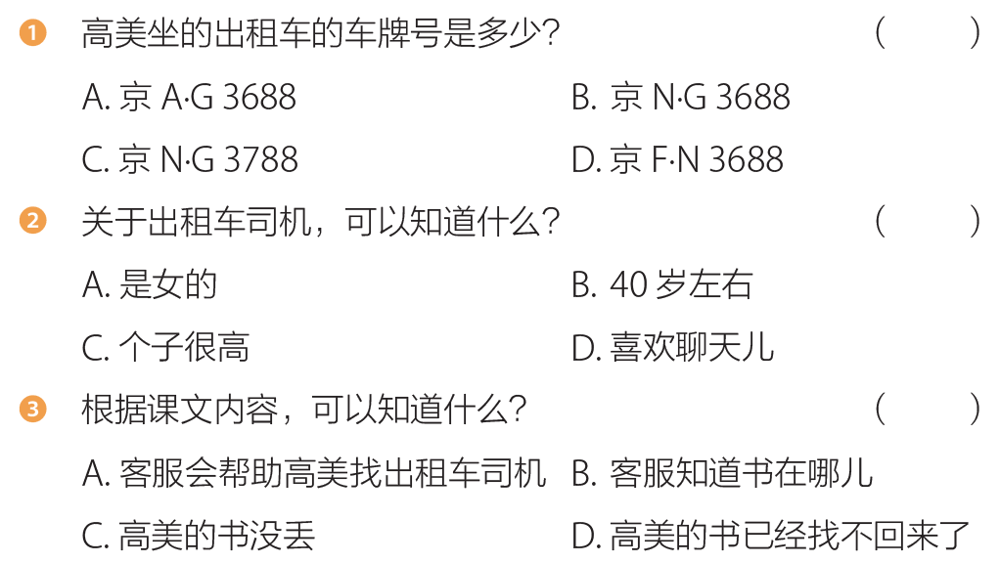 1 高美坐的出租车的车牌号是多少？ （　　）
A. 京 A·G 3688 B. 京 N·G 3688
C. 京 N·G 3788 D. 京 F·N 3688
2 关于出租车司机，可以知道什么？ （　　）
A. 是女的 B. 40 岁左右
C. 个子很高 D. 喜欢聊天儿
3 根据课文内容，可以知道什么？ （　　）
A. 客服会帮助高美找出租车司机 B. 客服知道书在哪儿
C. 高美的书没丢 D. 高美的书已经找不回来了